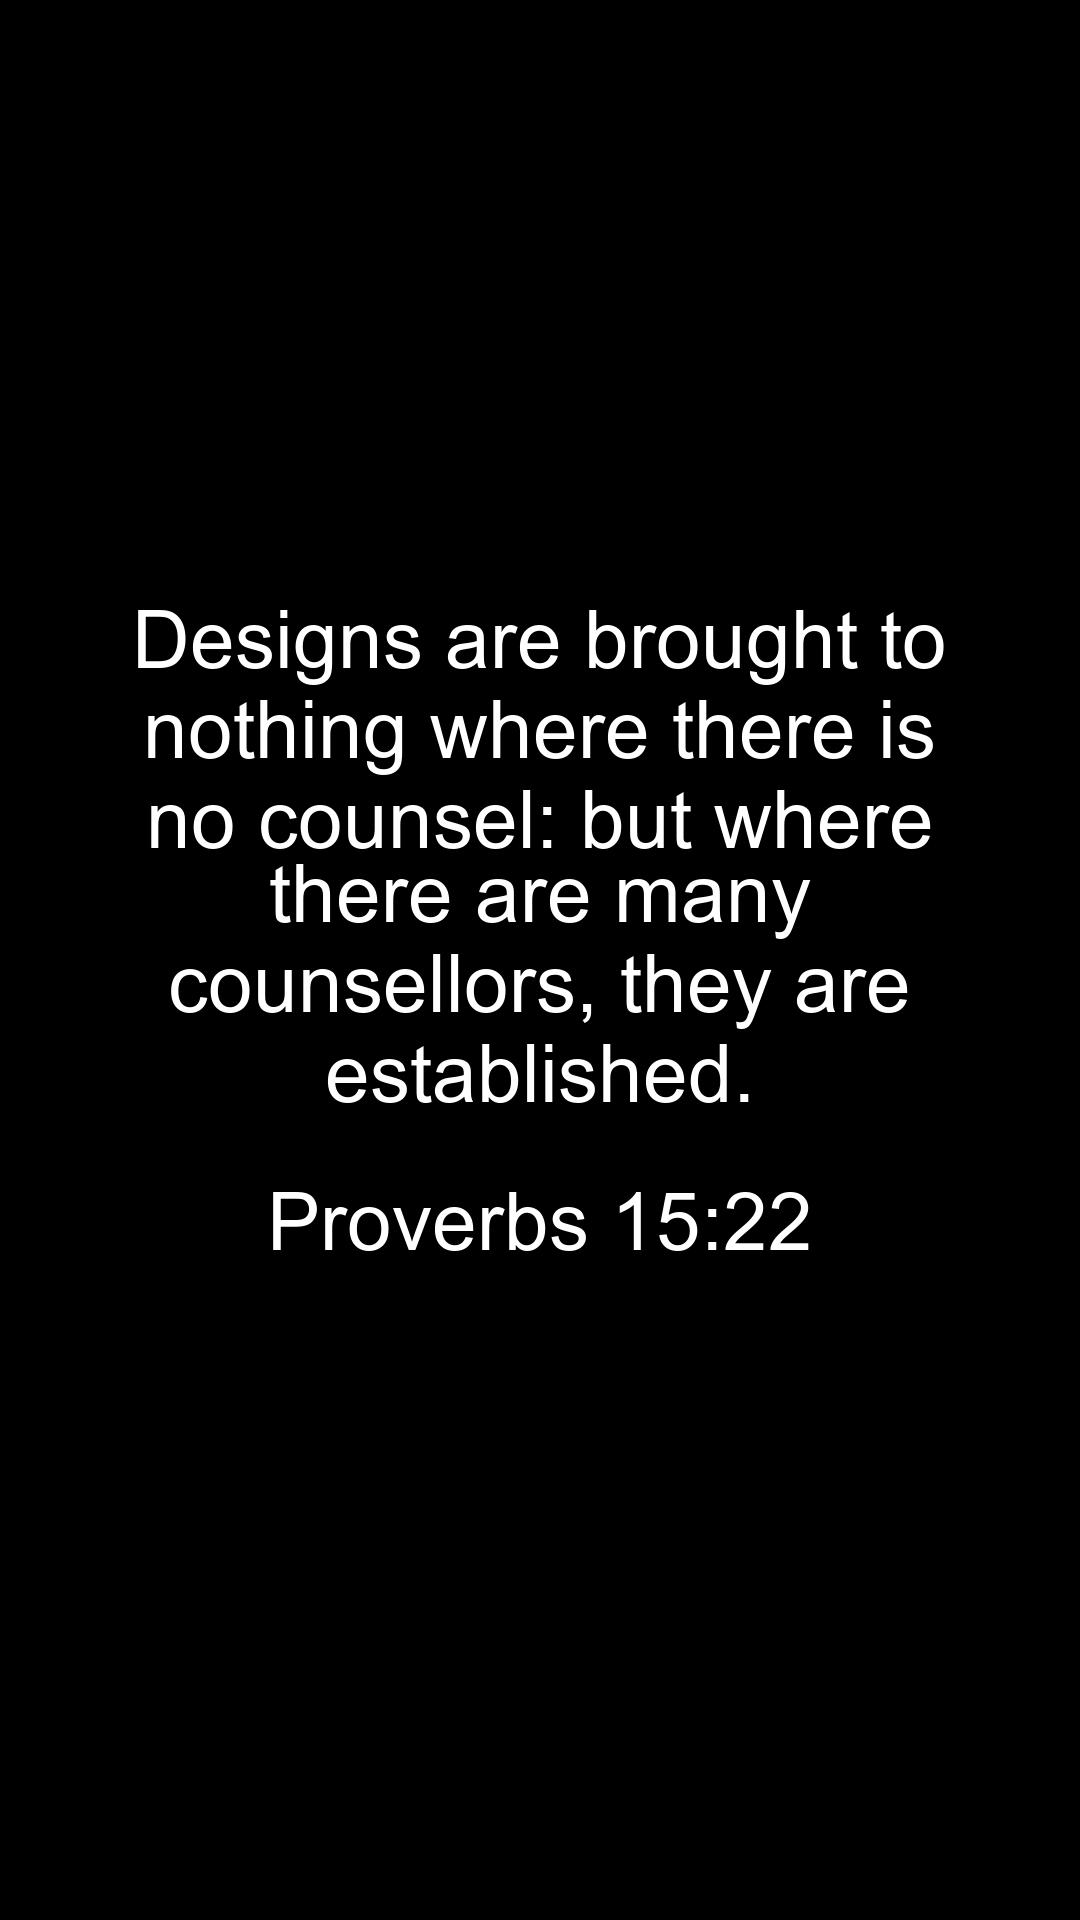 Designs are brought to
nothing where there is
no counsel: but where
there are many
counsellors, they are
established.
Proverbs 15:22